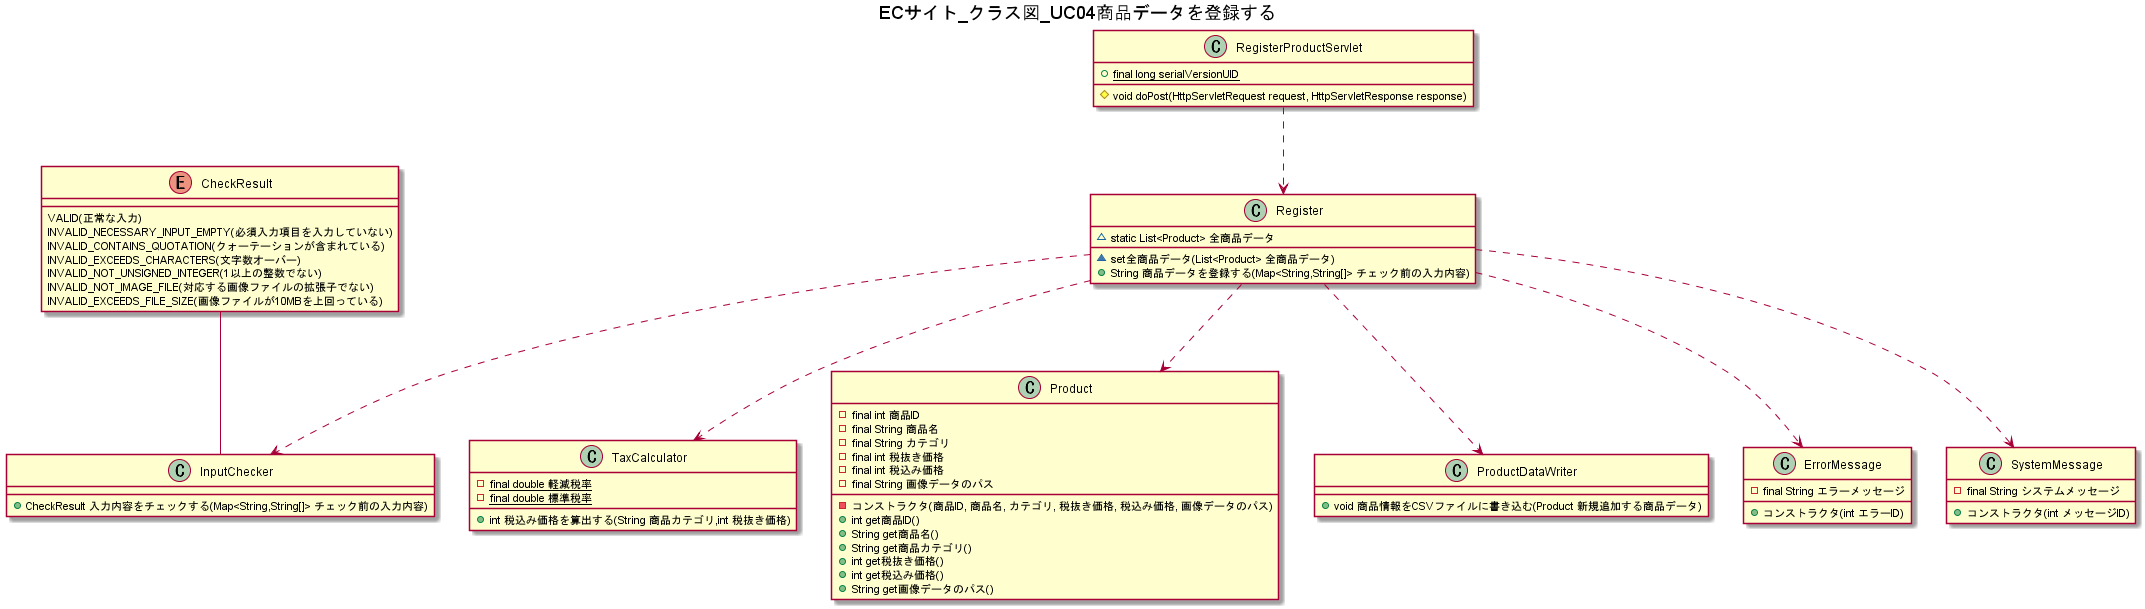 ECサイト_クラス図_UC04商品データを登録する
C RegisterProductServlet
final long serialVersionUID
void doPost(HttpServletRequest request, HttpServletResponse response)
E CheckResult
VALID(正常な入力)
INVALID_NECESSARY_INPUT_EMPTY(必須入力項目を入力していない)
INVALID_CONTAINS_QUOTATION(クォーテーションが含まれている)
INVALID_EXCEEDS_CHARACTERS(文字数オーバー)
INVALID_NOT_UNSIGNED_INTEGER(1以上の整数でない)
INVALID_NOT_IMAGE_FILE(対応する画像ファイルの拡張子でない)
INVALID_EXCEEDS_FILE_SIZE(画像ファイルが10MBを上回っている)
C Register
static List<Product> 全商品データ
set全商品データ(List<Product> 全商品データ)
String 商品データを登録する(Map<String,String[]> チェック前の入力内容)
C InputChecker
CheckResult 入力内容をチェックする(Map<String,String[]> チェック前の入力内容)
C TaxCalculator
final double 軽減税率
final double 標準税率
int 税込み価格を算出する(String 商品カテゴリ,int 税抜き価格)
C Product
final int 商品ID
final String 商品名
final String カテゴリ
final int 税抜き価格
final int 税込み価格
final String 画像データのパス
コンストラクタ(商品ID, 商品名, カテゴリ, 税抜き価格, 税込み価格, 画像データのパス)
int get商品ID()
String get商品名()
String get商品カテゴリ()
int get税抜き価格()
int get税込み価格()
String get画像データのパス()
C ProductDataWriter
void 商品情報をCSVファイルに書き込む(Product 新規追加する商品データ)
C ErrorMessage
final String エラーメッセージ
コンストラクタ(int エラーID)
C SystemMessage
final String システムメッセージ
コンストラクタ(int メッセージID)